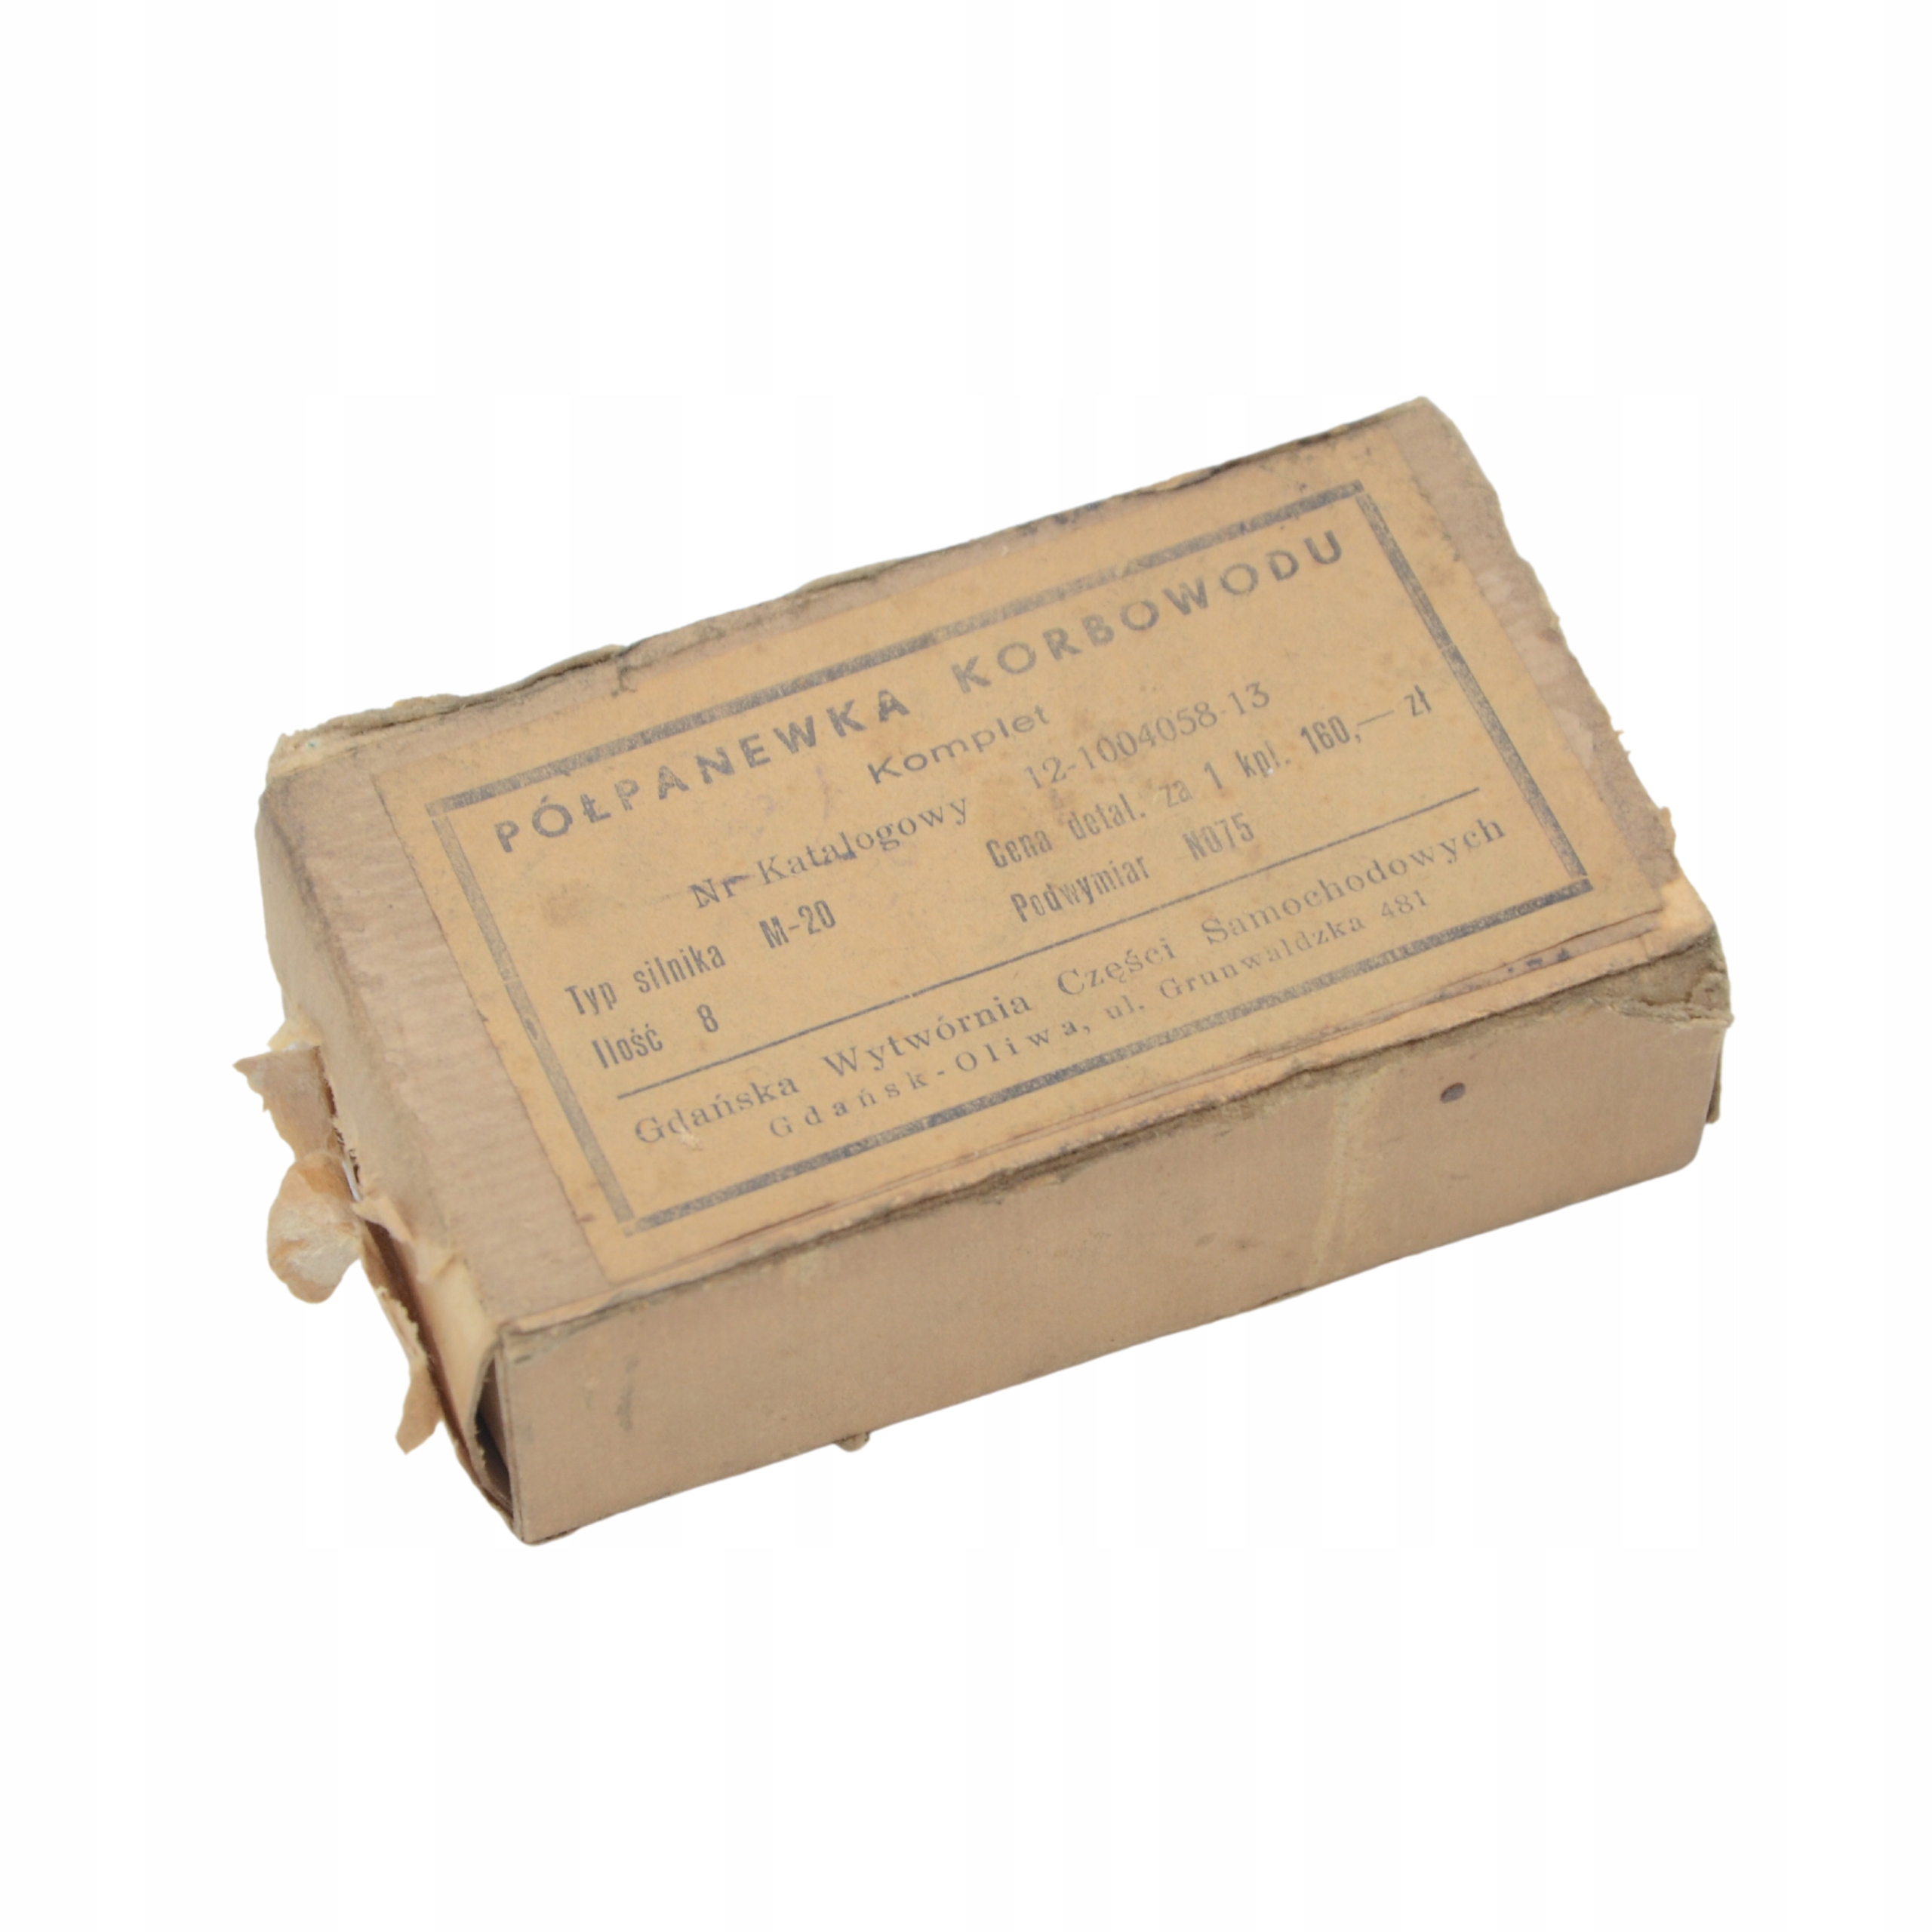 PÓŁPANEWKA KORBOWODU
Komplet
Nr Katalogowy 12-1004058-13
Typ silnika M-20 Cena detal. za 1 kpl. 160,— zł
Ilość 8 Podwymiar N075
Gdańska Wytwórnia Części Samochodowych
Gdańsk-Oliwa, ul. Grunwaldzka 481